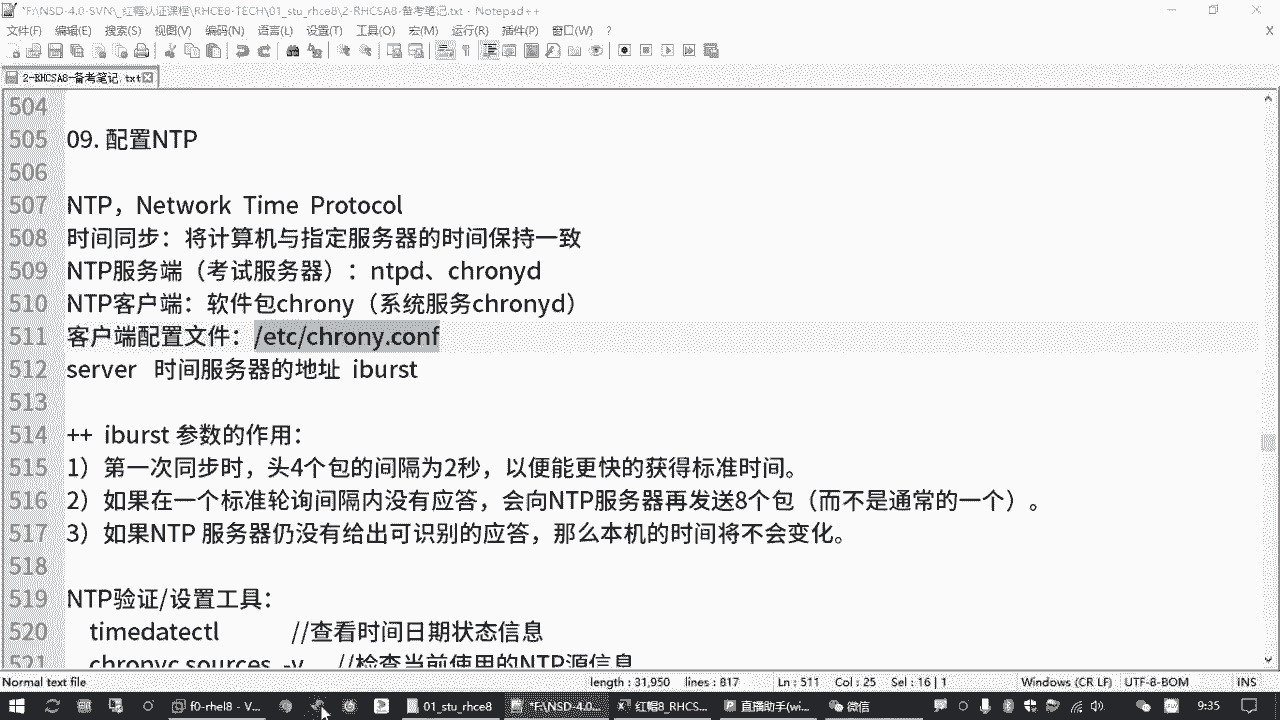 *F:\NSD-4.0-SVN\_红帽认证课程\RHCE8-TECH\01_stu_rhce8\2-RHCSA8-备考笔记.txt - Notepad++
文件(F) 编辑(E) 搜索(S) 视图(V) 编码(N) 语言(L) 设置(T) 工具(O) 宏(M) 运行(R) 插件(P) 窗口(W) ? X
2-RHCSA8-备考笔记.txt
504
505 09. 配置NTP
506
507 NTP，Network Time Protocol
508 时间同步：将计算机与指定服务器的时间保持一致
509 NTP服务端（考试服务器）：ntpd、chronyd
510 NTP客户端：软件包chrony（系统服务chronyd）
511 客户端配置文件：/etc/chrony.conf
512 server 时间服务器的地址 iburst
513
514 ++ iburst 参数的作用：
515 1）第一次同步时，头4个包的间隔为2秒，以便能更快的获得标准时间。
516 2）如果在一个标准轮询间隔内没有应答，会向NTP服务器再发送8个包（而不是通常的一个）。
517 3）如果NTP 服务器仍没有给出可识别的应答，那么本机的时间将不会变化。
518
519 NTP验证/设置工具：
520 timedatectl //查看时间日期状态信息
521 chronyc sources -v //检查当前使用的NTP源信息
Normal text file length : 31,950 lines : 817 Ln : 511 Col : 25 Sel : 16 | 1 Windows (CR LF) UTF-8-BOM INS
f0-rhel8 - V... 01_stu_rhce8 *F:\NSD-4.0... 红帽8_RHCS... 直播助手(wi... 微信 9:35